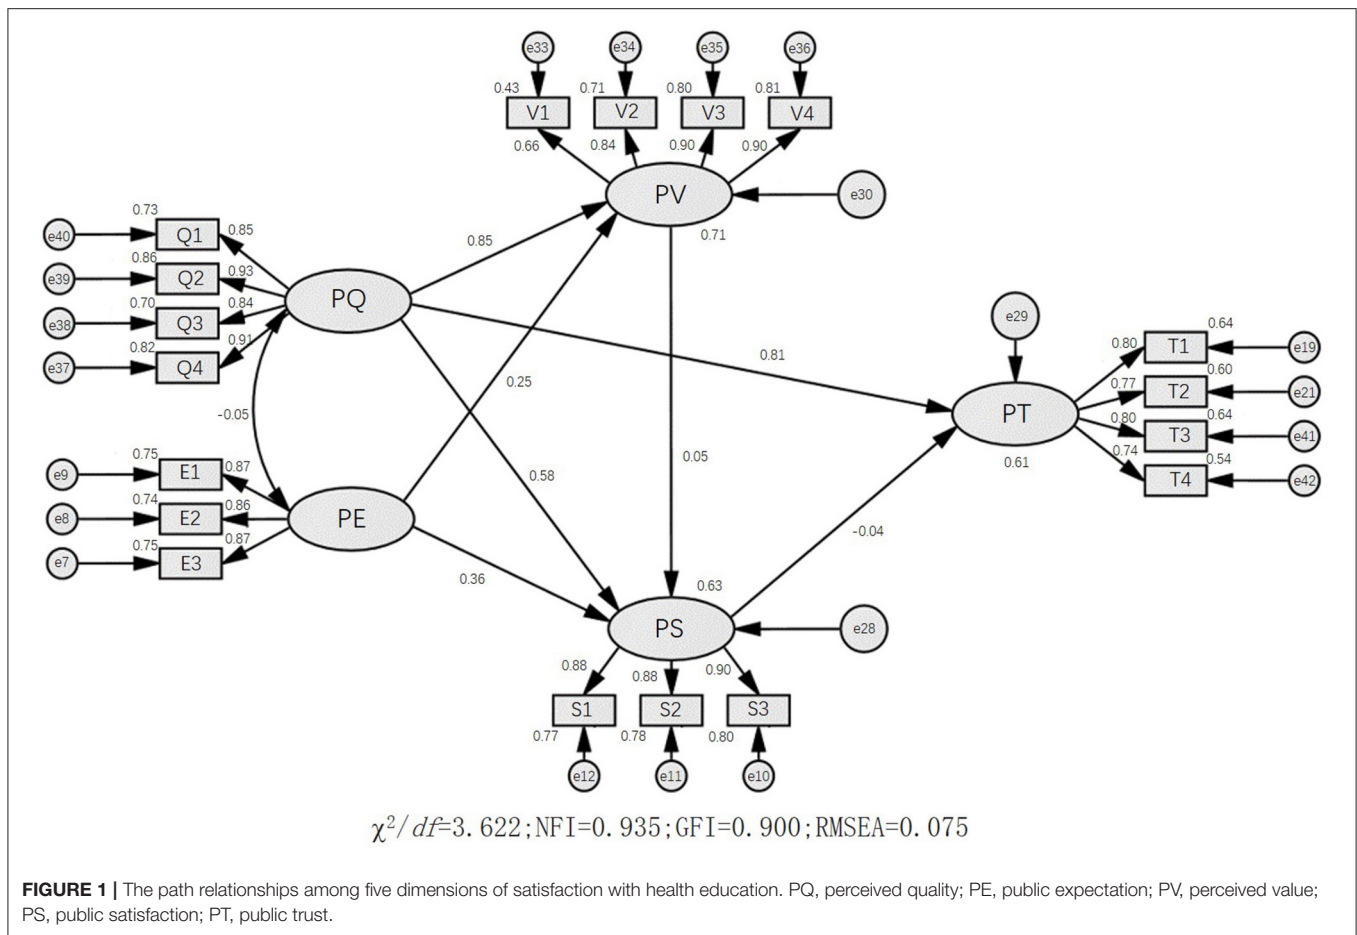 e33 e34 e35 e36
0.43 0.71 0.80 0.81
V1 V2 V3 V4
0.66 0.84 0.90 0.90
PV
e30
0.71
0.73
e40 Q1 0.85
0.86
e39 Q2 0.93
0.70 0.84
e38 Q3
0.82 0.91
e37 Q4
PQ
0.85
0.25
0.81
-0.05
0.58
0.05
0.75
e9 E1 0.87
0.74
e8 E2 0.86
0.75 0.87
e7 E3
PE
0.36
e29
PT
0.61
0.80 T1 0.64 e19
0.77 T2 0.60 e21
0.80 T3 0.64 e41
0.74 T4 0.54 e42
-0.04
0.63
PS
e28
0.88 0.88 0.90
S1 S2 S3
0.77 0.78 0.80
e12 e11 e10
χ²/df=3.622;NFI=0.935;GFI=0.900;RMSEA=0.075
FIGURE 1 | The path relationships among five dimensions of satisfaction with health education. PQ, perceived quality; PE, public expectation; PV, perceived value;
PS, public satisfaction; PT, public trust.